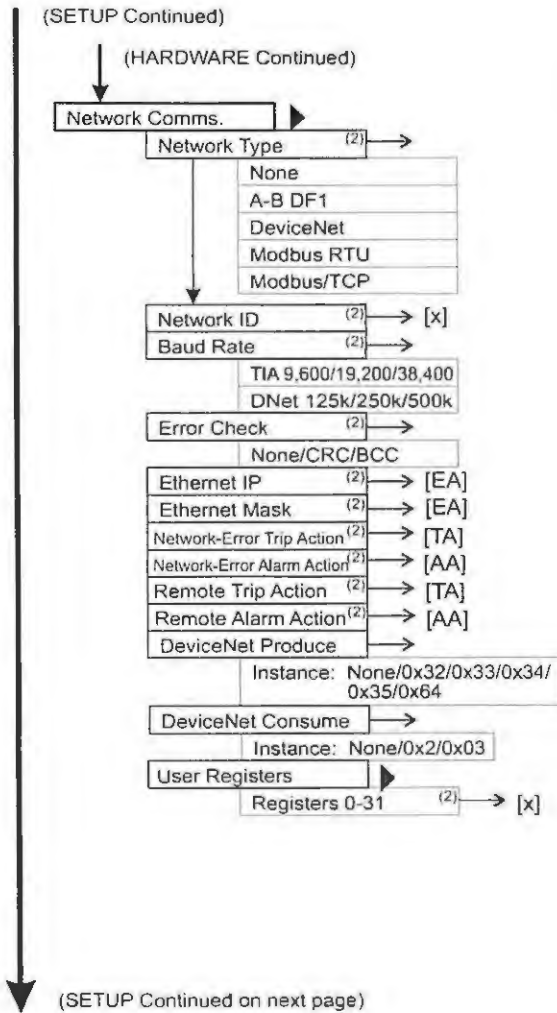 (SETUP Continued)
(HARDWARE Continued)
Network Comms.
Network Type (2)
None
A-B DF1
DeviceNet
Modbus RTU
Modbus/TCP
Network ID (2) [x]
Baud Rate (2)
TIA 9,600/19,200/38,400
DNet 125k/250k/500k
Error Check (2)
None/CRC/BCC
Ethernet IP (2) [EA]
Ethernet Mask (2) [EA]
Network-Error Trip Action (2) [TA]
Network-Error Alarm Action (2) [AA]
Remote Trip Action (2) [TA]
Remote Alarm Action (2) [AA]
DeviceNet Produce
Instance: None/0x32/0x33/0x34/
0x35/0x64
DeviceNet Consume
Instance: None/0x2/0x03
User Registers
Registers 0-31 (2) [x]
(SETUP Continued on next page)